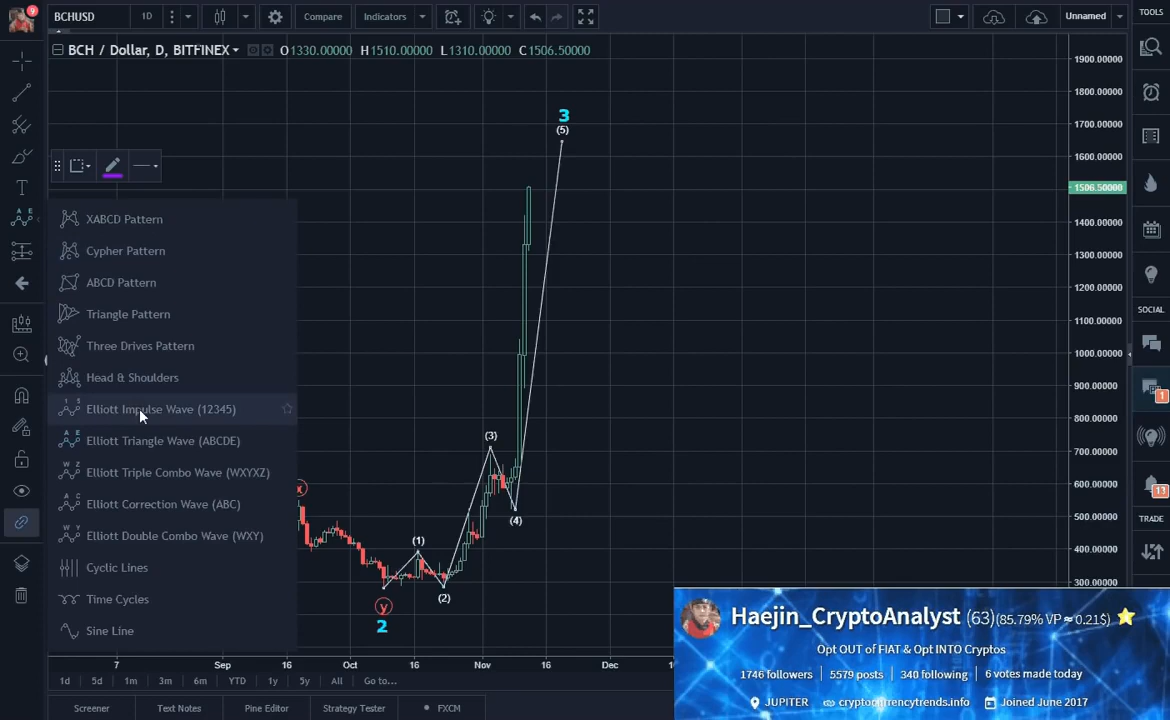 9
BCHUSD
1D
Compare
Indicators
Unnamed
TOOLS
BCH / Dollar, D, BITFINEX
O1330.00000 H1510.00000 L1310.00000 C1506.50000
1900.00000
1800.00000
1700.00000
1600.00000
1506.50000
1400.00000
1300.00000
1200.00000
1100.00000
1000.00000
900.00000
800.00000
700.00000
600.00000
500.00000
400.00000
300.00000
3
(5)
(3)
(4)
(1)
(2)
x
y
2
A E
XABCD Pattern
Cypher Pattern
ABCD Pattern
Triangle Pattern
Three Drives Pattern
Head & Shoulders
Elliott Impulse Wave (12345)
Elliott Triangle Wave (ABCDE)
Elliott Triple Combo Wave (WXYXZ)
Elliott Correction Wave (ABC)
Elliott Double Combo Wave (WXY)
Cyclic Lines
Time Cycles
Sine Line
SOCIAL
1
13
TRADE
7 Sep 16 Oct 16 Nov 16 Dec
1d 5d 1m 3m 6m YTD 1y 5y All Go to...
Screener Text Notes Pine Editor Strategy Tester FXCM
Haejin_CryptoAnalyst (63)(85.79% VP ≈ 0.21$)
Opt OUT of FIAT & Opt INTO Cryptos
1746 followers 5579 posts 340 following 6 votes made today
JUPITER cryptocurrencytrends.info Joined June 2017